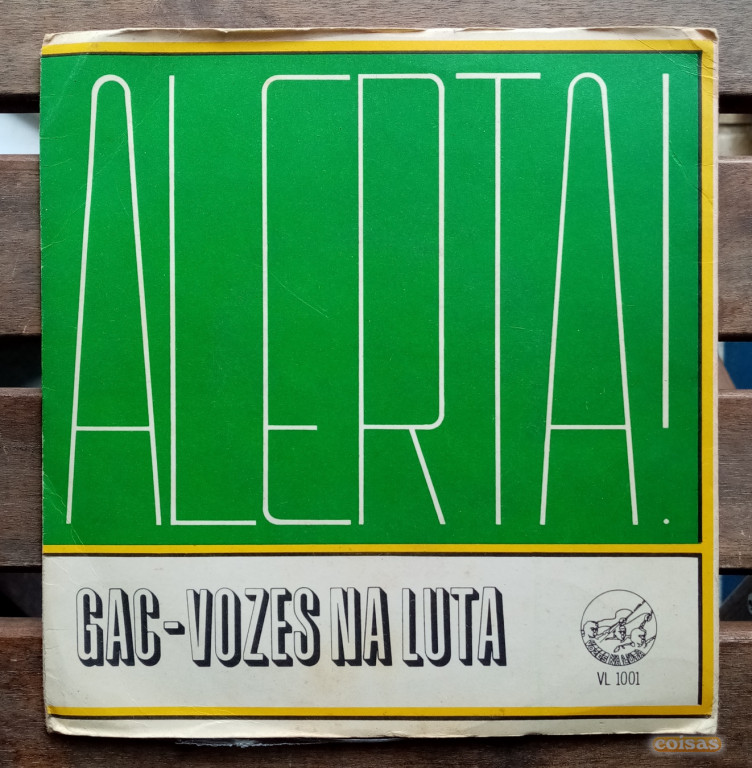 ALERTA!
GAC-VOZES NA LUTA
VL 1001
coisas